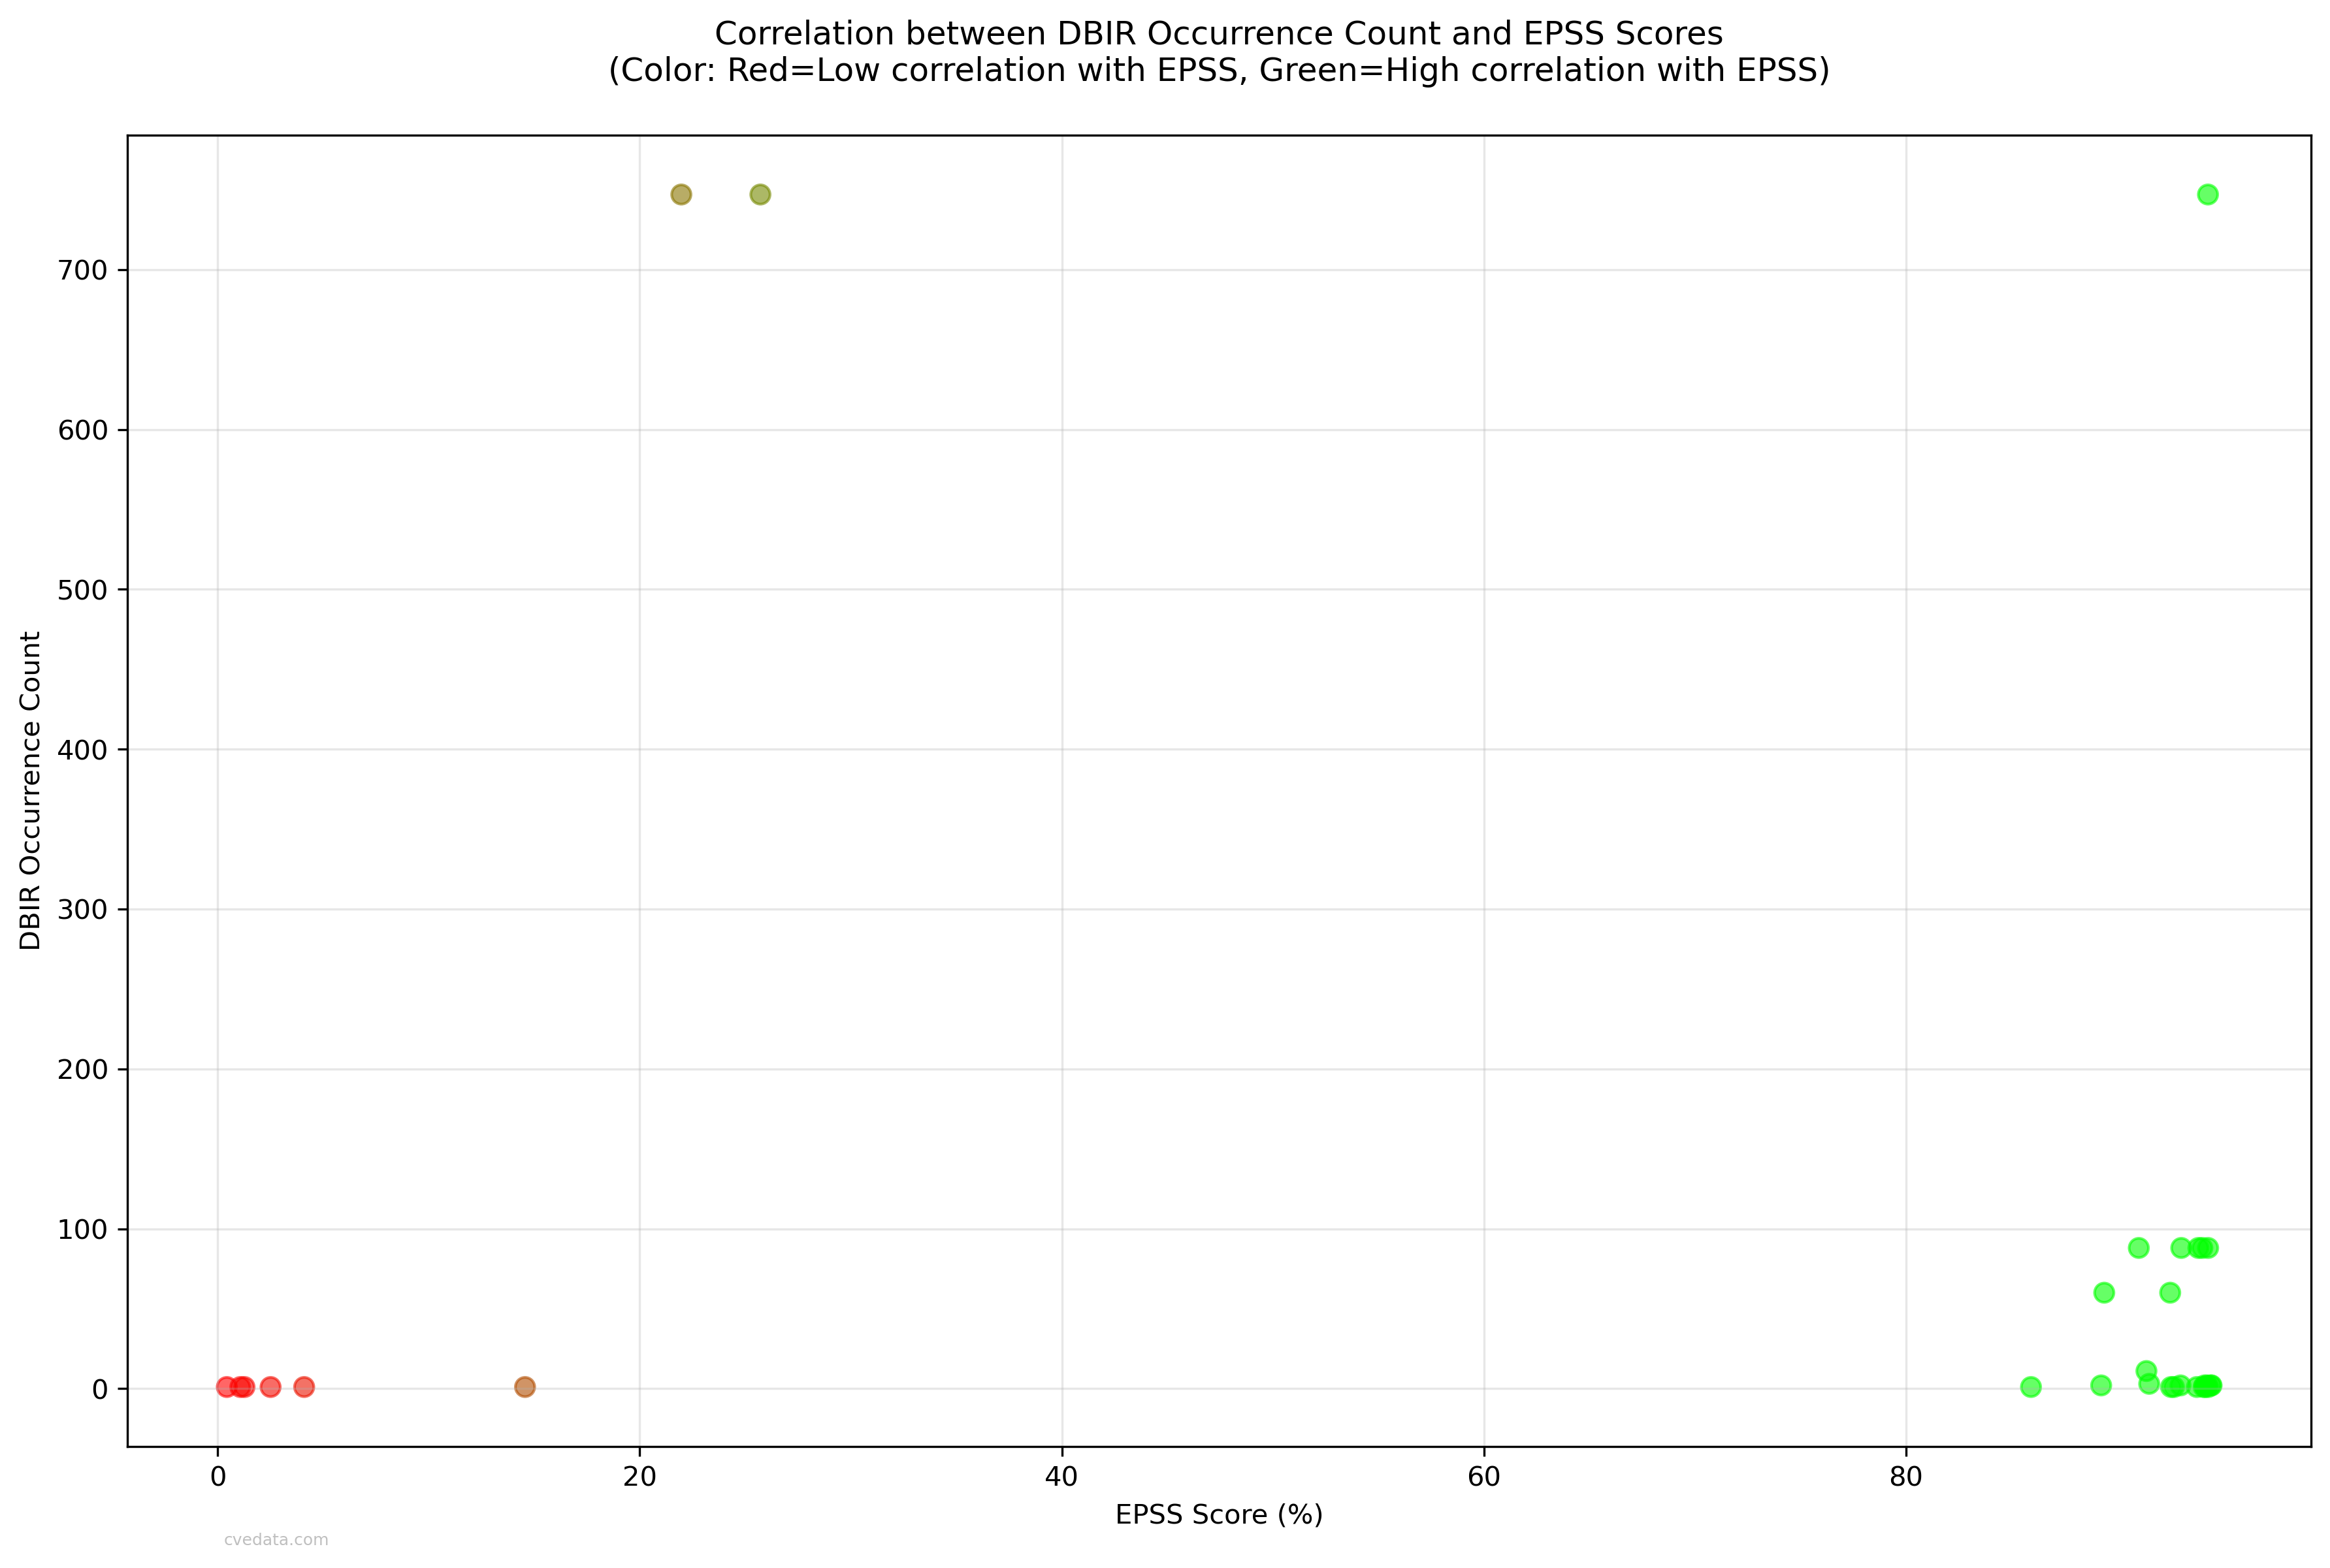 Correlation between DBIR Occurrence Count and EPSS Scores
(Color: Red=Low correlation with EPSS, Green=High correlation with EPSS)
DBIR Occurrence Count
700
600
500
400
300
200
100
0
0
20
40
60
80
EPSS Score (%)
cvedata.com